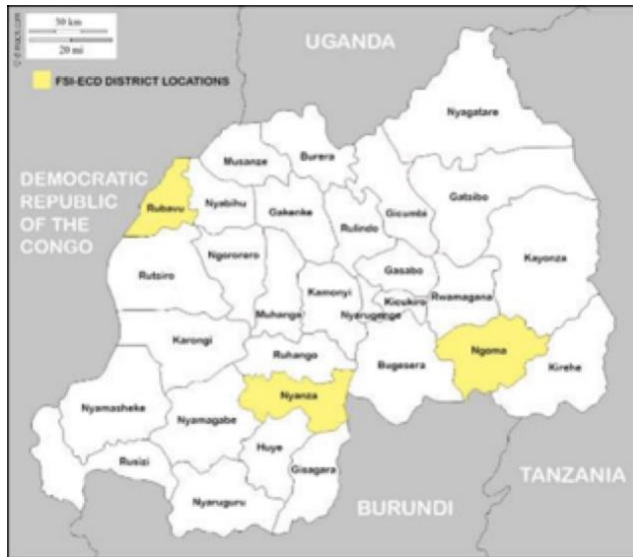 50 km
20 mi
FSI-ECD DISTRICT LOCATIONS
UGANDA
DEMOCRATIC
REPUBLIC
OF THE
CONGO
Nyagatare
Musanze
Burera
Rubavu
Nyabihu
Gakenke
Rulindo
Gicumbi
Gatsibo
Ngororero
Rutsiro
Gasabo
Kayonza
Kamonyi
Kicukiro
Rwamagana
Muhanga
Nyarugenge
Karongi
Ruhango
Bugesera
Ngoma
Kirehe
Nyamasheke
Nyanza
Nyamagabe
Huye
Rusizi
Gisagara
Nyaruguru
TANZANIA
BURUNDI